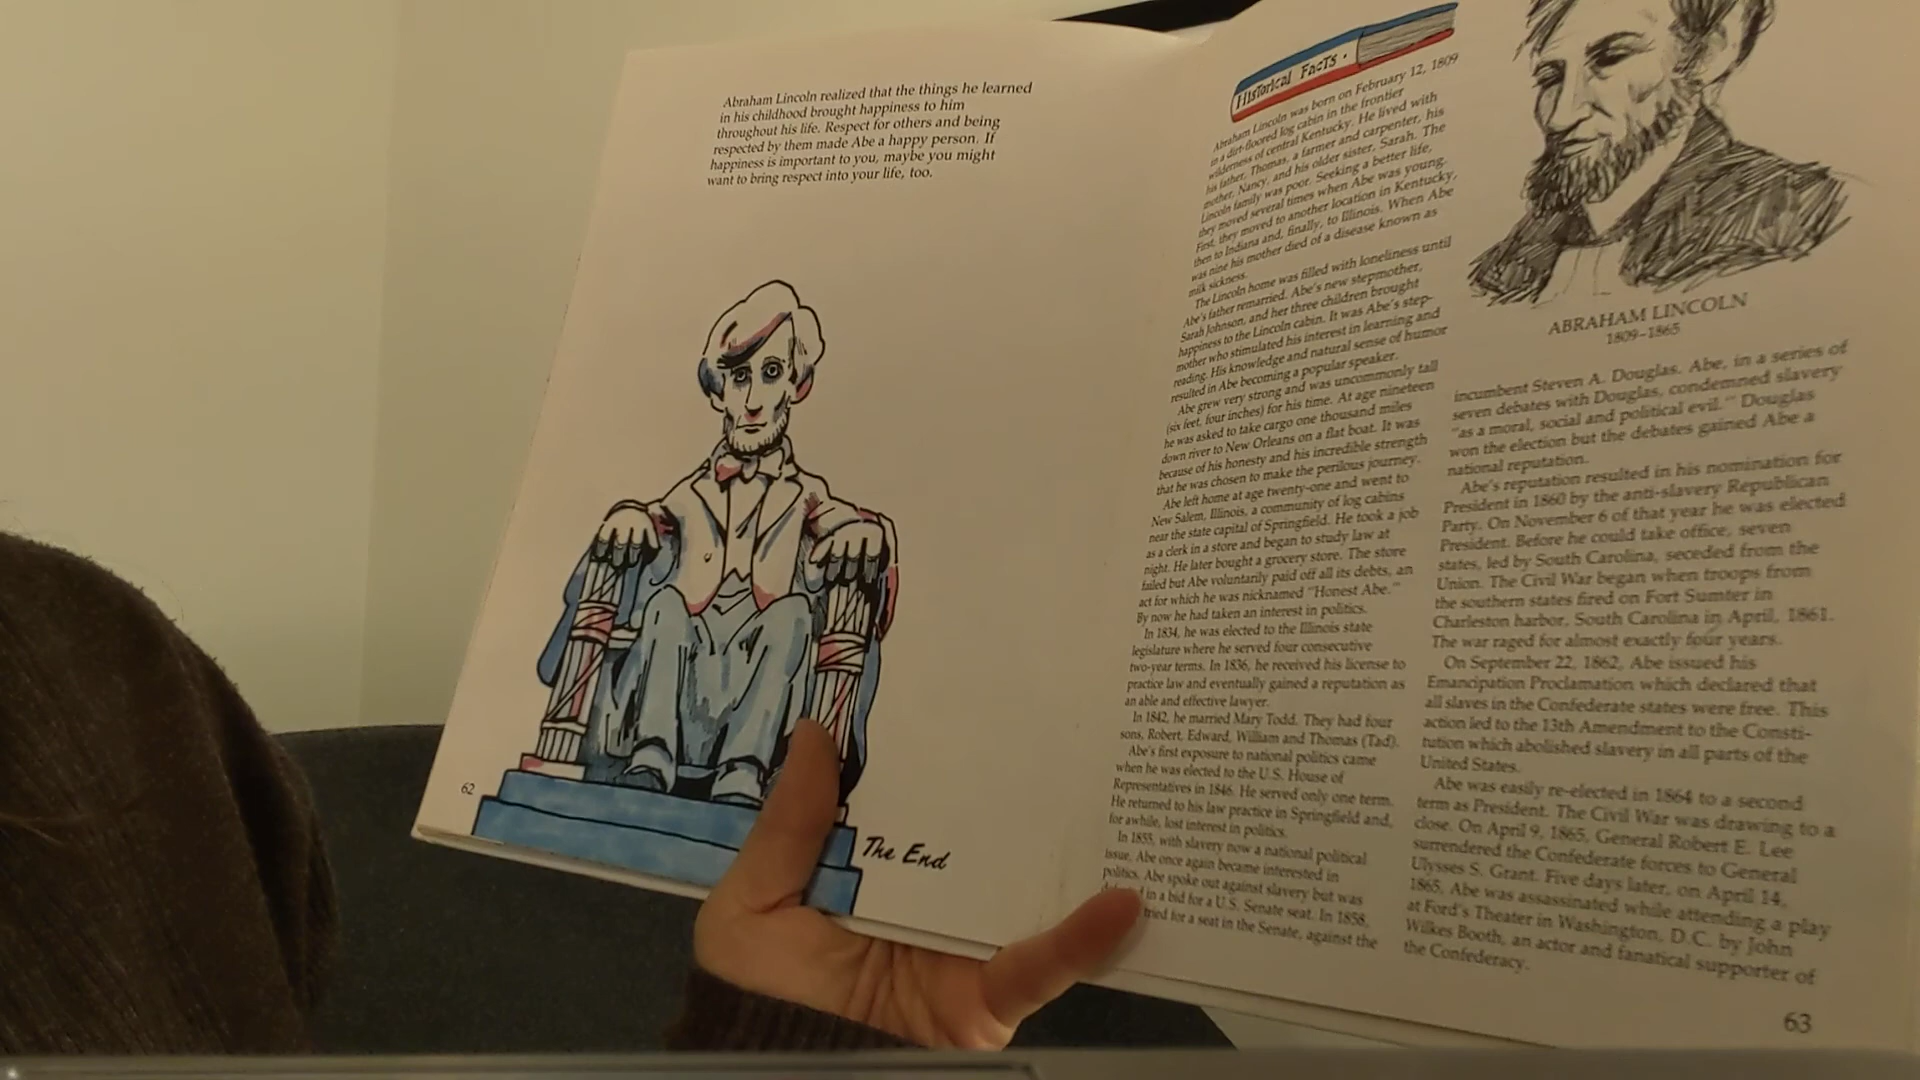 Abraham Lincoln realized that the things he learned
in his childhood brought happiness to him
throughout his life. Respect for others and being
respected by them made Abe a happy person. If
happiness is important to you, maybe you might
want to bring respect into your life, too.
62
The End
Historical Facts
Abraham Lincoln was born on February 12, 1809
in a dirt-floored log cabin in the frontier
wilderness of central Kentucky. He lived with
his father, Thomas, a farmer and carpenter, his
mother, Nancy, and his older sister, Sarah. The
Lincoln family was poor. Seeking a better life,
they moved several times when Abe was young.
First, they moved to another location in Kentucky,
then to Indiana and, finally, to Illinois. When Abe
was nine his mother died of a disease known as
milk sickness.
The Lincoln home was filled with loneliness until
Abe's father remarried. Abe's new stepmother,
Sarah Johnson, and her three children brought
happiness to the Lincoln cabin. It was Abe's step-
mother who stimulated his interest in learning and
reading. His knowledge and natural sense of humor
resulted in Abe becoming a popular speaker.
Abe grew very strong and was uncommonly tall
(six feet, four inches) for his time. At age nineteen
he was asked to take cargo one thousand miles
down river to New Orleans on a flat boat. It was
because of his honesty and his incredible strength
that he was chosen to make the perilous journey.
Abe left home at age twenty-one and went to
New Salem, Illinois, a community of log cabins
near the state capital of Springfield. He took a job
as a clerk in a store and began to study law at
night. He later bought a grocery store. The store
failed but Abe voluntarily paid off all its debts, an
act for which he was nicknamed "Honest Abe."
By now he had taken an interest in politics.
In 1834, he was elected to the Illinois state
legislature where he served four consecutive
two-year terms. In 1836, he received his license to
practice law and eventually gained a reputation as
an able and effective lawyer.
In 1842, he married Mary Todd. They had four
sons, Robert, Edward, William and Thomas (Tad).
Abe's first exposure to national politics came
when he was elected to the U.S. House of
Representatives in 1846. He served only one term.
He returned to his law practice in Springfield and,
for awhile, lost interest in politics.
In 1855, with slavery now a national political
issue, Abe once again became interested in
politics. Abe spoke out against slavery but was
in a bid for a U.S. Senate seat. In 1858,
tried for a seat in the Senate, against the
ABRAHAM LINCOLN
1809–1865
incumbent Steven A. Douglas. Abe, in a series of
seven debates with Douglas, condemned slavery
"as a moral, social and political evil." Douglas
won the election but the debates gained Abe a
national reputation.
Abe's reputation resulted in his nomination for
President in 1860 by the anti-slavery Republican
Party. On November 6 of that year he was elected
President. Before he could take office, seven
states, led by South Carolina, seceded from the
Union. The Civil War began when troops from
the southern states fired on Fort Sumter in
Charleston harbor, South Carolina in April, 1861.
The war raged for almost exactly four years.
On September 22, 1862, Abe issued his
Emancipation Proclamation which declared that
all slaves in the Confederate states were free. This
action led to the 13th Amendment to the Consti-
tution which abolished slavery in all parts of the
United States.
Abe was easily re-elected in 1864 to a second
term as President. The Civil War was drawing to a
close. On April 9, 1865, General Robert E. Lee
surrendered the Confederate forces to General
Ulysses S. Grant. Five days later, on April 14,
1865, Abe was assassinated while attending a play
at Ford's Theater in Washington, D.C. by John
Wilkes Booth, an actor and fanatical supporter of
the Confederacy.
63